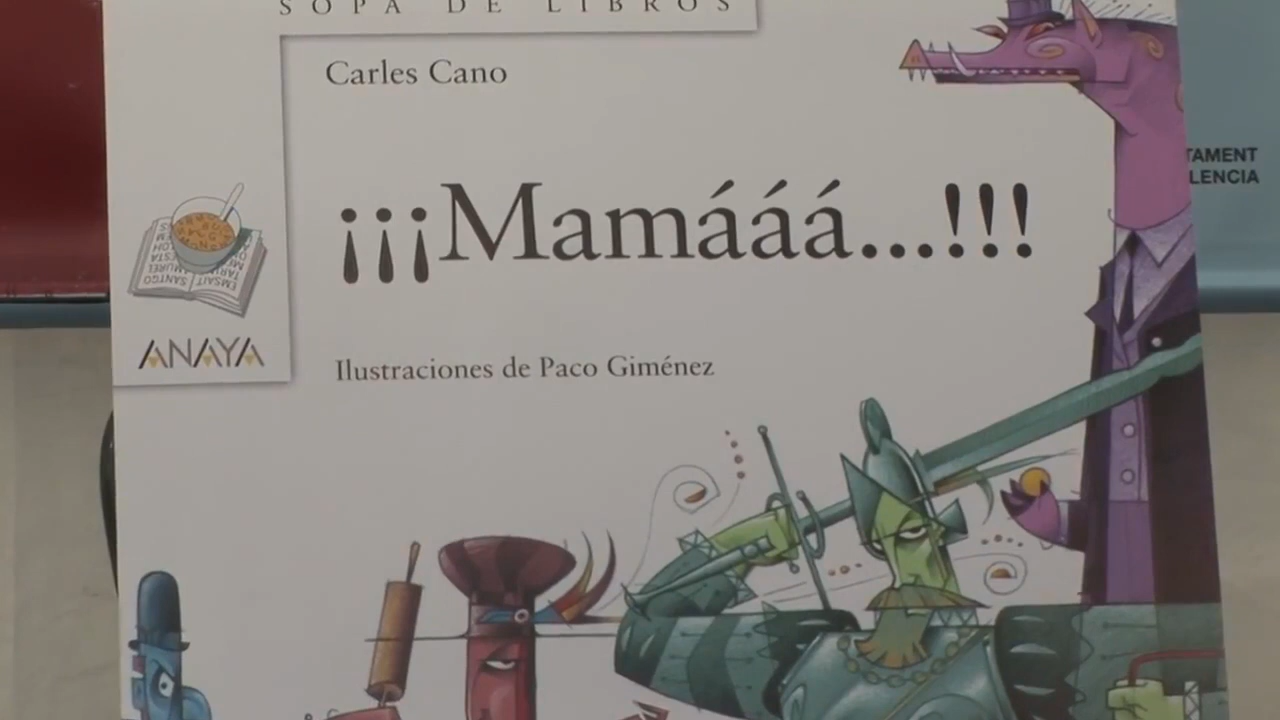 SOPA DE LIBROS
Carles Cano
¡¡¡Mamááá...!!!
ANAYA
Ilustraciones de Paco Giménez
TAMENT
LENCIA